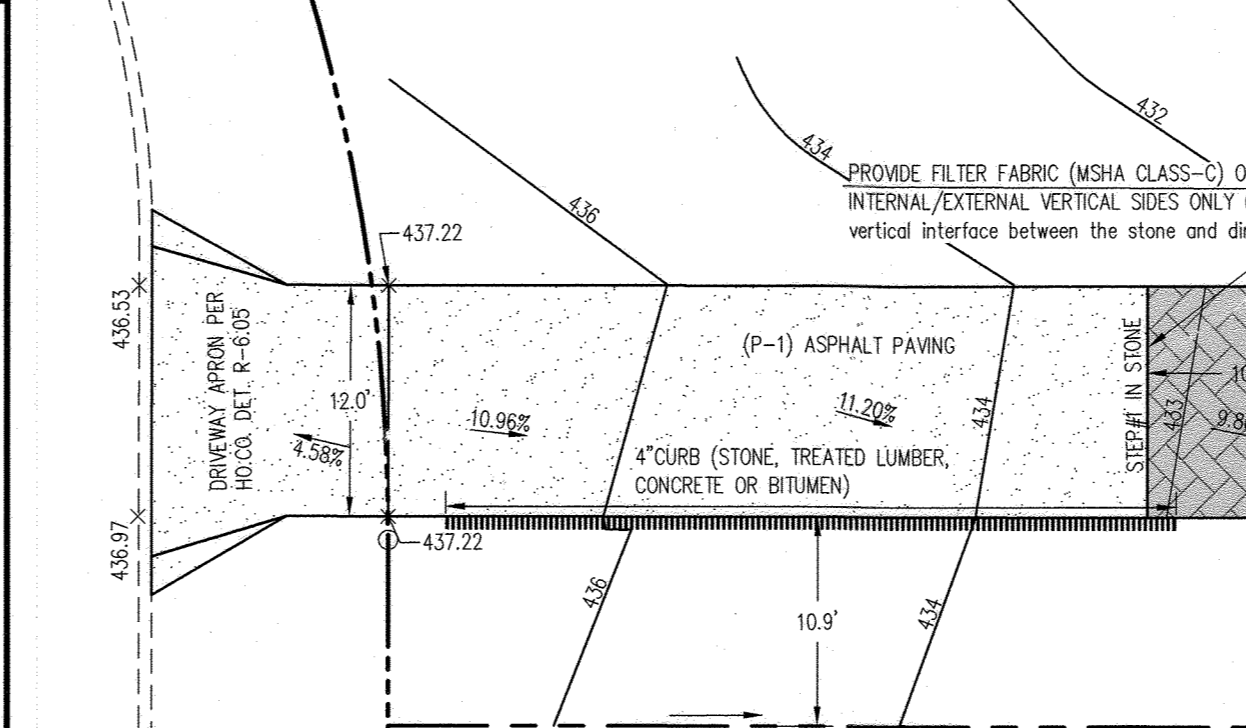 432
434
PROVIDE FILTER FABRIC (MSHA CLASS-C) O
INTERNAL/EXTERNAL VERTICAL SIDES ONLY (
vertical interface between the stone and di
436
437.22
436.53
DRIVEWAY APRON PER
HO.CO. DET. R-6.05
12.0'
(P-1) ASPHALT PAVING
STEP#1 IN STONE
10
10.96%
11.20%
434
433
9.8
4.58%
4"CURB (STONE, TREATED LUMBER,
CONCRETE OR BITUMEN)
436.97
437.22
436
434
10.9'